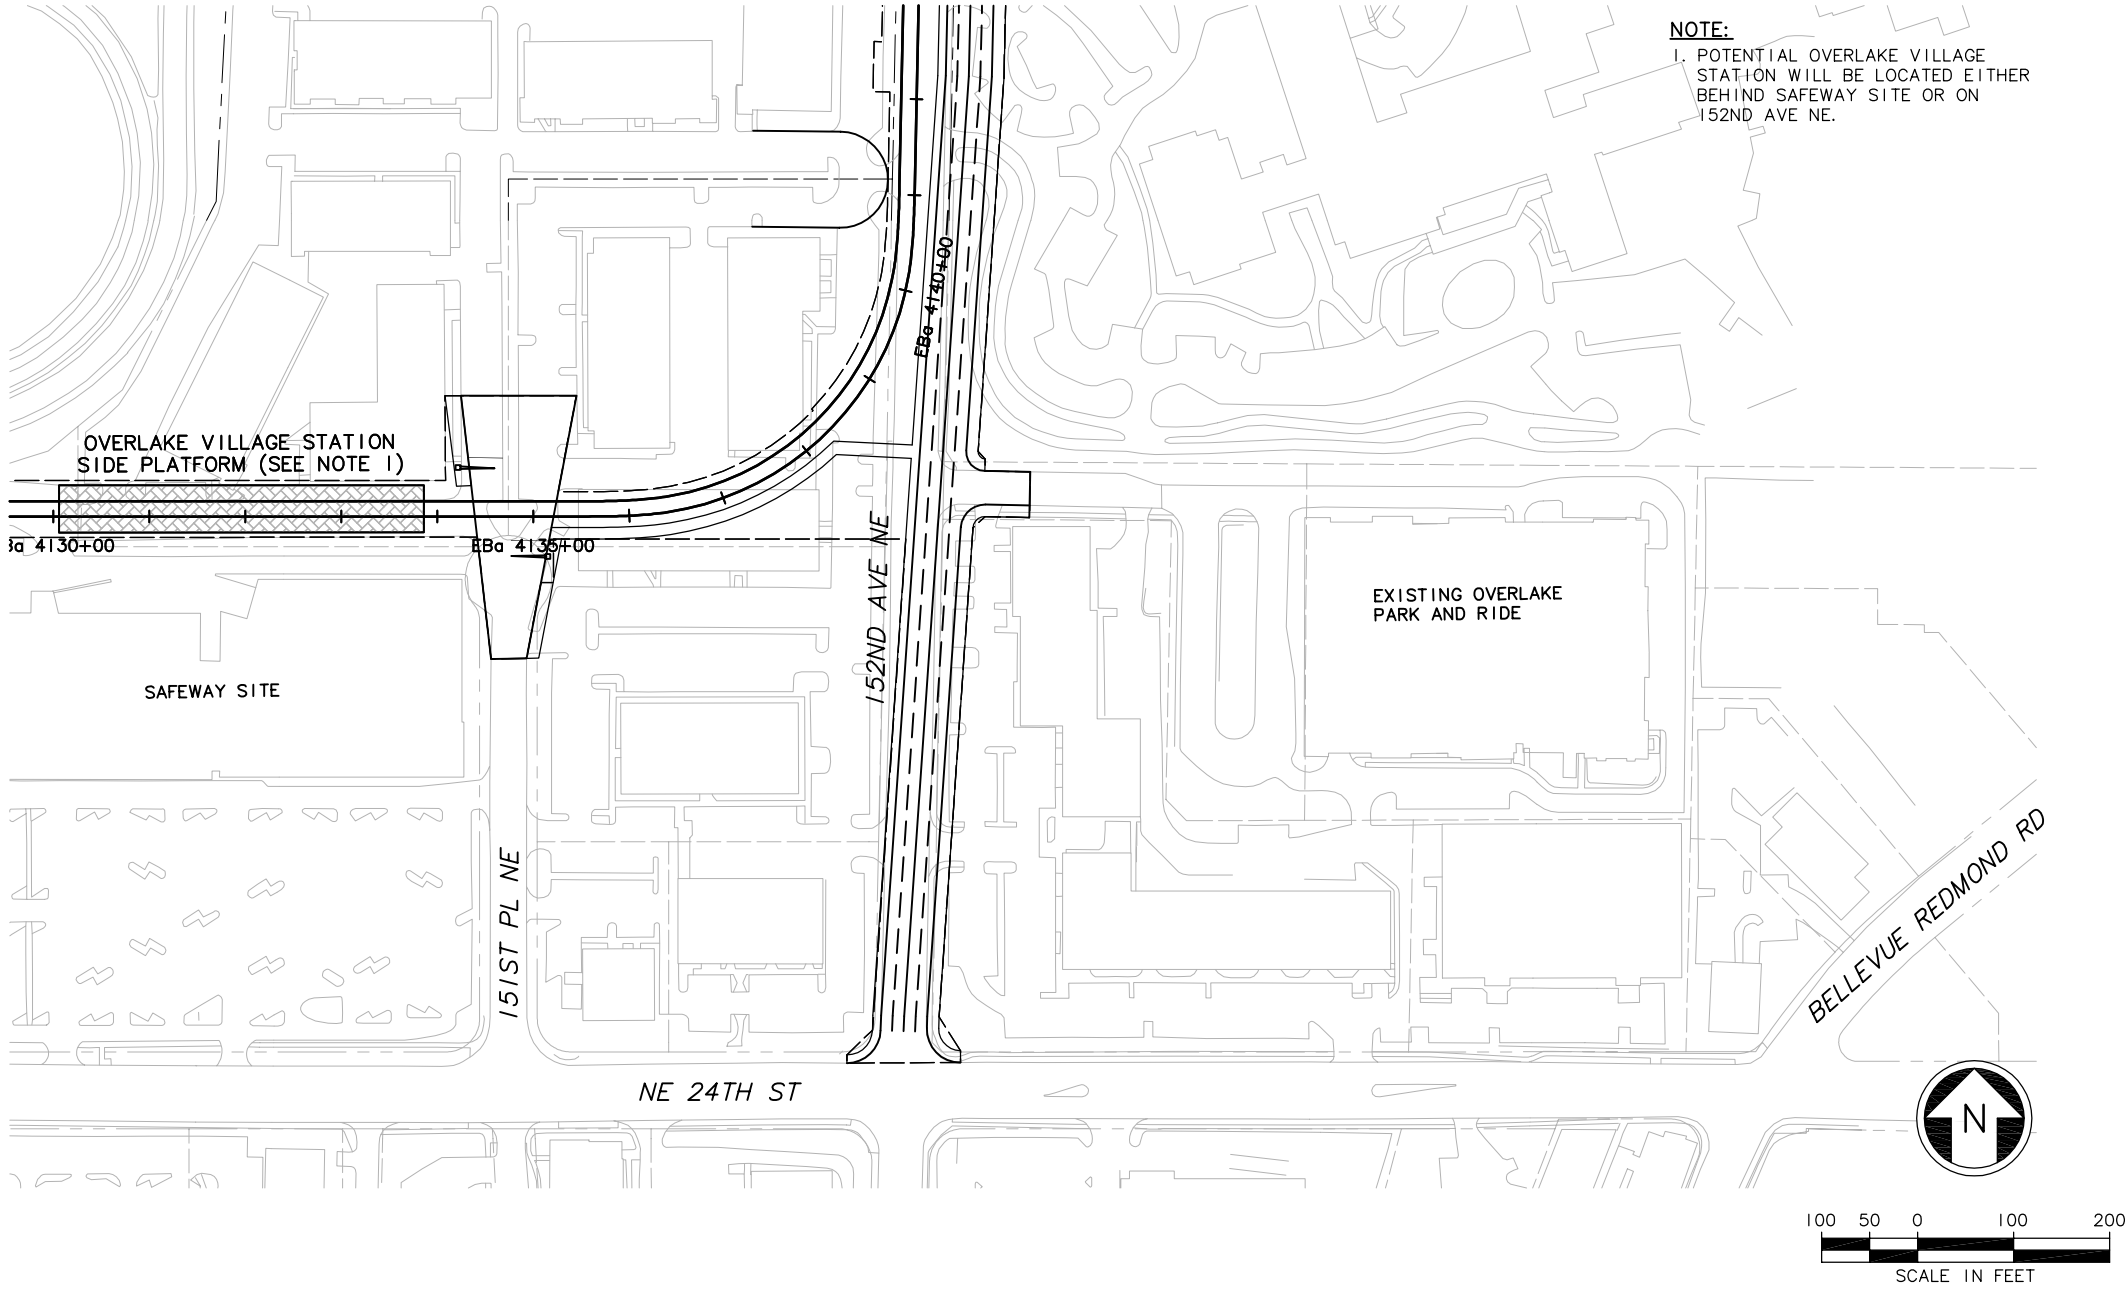 NOTE:
1. POTENTIAL OVERLAKE VILLAGE
STATION WILL BE LOCATED EITHER
BEHIND SAFEWAY SITE OR ON
152ND AVE NE.
EBa 4140+00
OVERLAKE VILLAGE STATION
SIDE PLATFORM (SEE NOTE 1)
Ba 4130+00
EBa 4135+00
152ND AVE NE
EXISTING OVERLAKE
PARK AND RIDE
SAFEWAY SITE
151ST PL NE
BELLEVUE REDMOND RD
NE 24TH ST
N
100 50 0 100 200
SCALE IN FEET